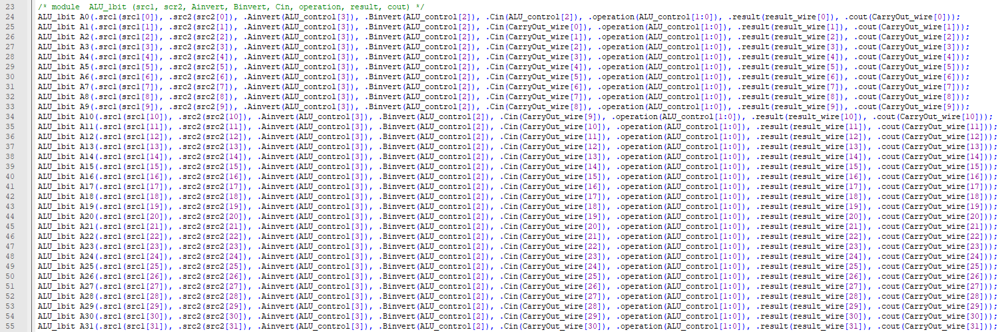 23 /* module  ALU_1bit (src1, scr2, Ainvert, Binvert, Cin, operation, result, cout) */
24 ALU_1bit A0(.src1(src1[0]), .src2(src2[0]), .Ainvert(ALU_control[3]), .Binvert(ALU_control[2]), .Cin(ALU_control[2]), .operation(ALU_control[1:0]), .result(result_wire[0]), .cout(CarryOut_wire[0]));
25 ALU_1bit A1(.src1(src1[1]), .src2(src2[1]), .Ainvert(ALU_control[3]), .Binvert(ALU_control[2]), .Cin(CarryOut_wire[0]), .operation(ALU_control[1:0]), .result(result_wire[1]), .cout(CarryOut_wire[1]));
26 ALU_1bit A2(.src1(src1[2]), .src2(src2[2]), .Ainvert(ALU_control[3]), .Binvert(ALU_control[2]), .Cin(CarryOut_wire[1]), .operation(ALU_control[1:0]), .result(result_wire[2]), .cout(CarryOut_wire[2]));
27 ALU_1bit A3(.src1(src1[3]), .src2(src2[3]), .Ainvert(ALU_control[3]), .Binvert(ALU_control[2]), .Cin(CarryOut_wire[2]), .operation(ALU_control[1:0]), .result(result_wire[3]), .cout(CarryOut_wire[3]));
28 ALU_1bit A4(.src1(src1[4]), .src2(src2[4]), .Ainvert(ALU_control[3]), .Binvert(ALU_control[2]), .Cin(CarryOut_wire[3]), .operation(ALU_control[1:0]), .result(result_wire[4]), .cout(CarryOut_wire[4]));
29 ALU_1bit A5(.src1(src1[5]), .src2(src2[5]), .Ainvert(ALU_control[3]), .Binvert(ALU_control[2]), .Cin(CarryOut_wire[4]), .operation(ALU_control[1:0]), .result(result_wire[5]), .cout(CarryOut_wire[5]));
30 ALU_1bit A6(.src1(src1[6]), .src2(src2[6]), .Ainvert(ALU_control[3]), .Binvert(ALU_control[2]), .Cin(CarryOut_wire[5]), .operation(ALU_control[1:0]), .result(result_wire[6]), .cout(CarryOut_wire[6]));
31 ALU_1bit A7(.src1(src1[7]), .src2(src2[7]), .Ainvert(ALU_control[3]), .Binvert(ALU_control[2]), .Cin(CarryOut_wire[6]), .operation(ALU_control[1:0]), .result(result_wire[7]), .cout(CarryOut_wire[7]));
32 ALU_1bit A8(.src1(src1[8]), .src2(src2[8]), .Ainvert(ALU_control[3]), .Binvert(ALU_control[2]), .Cin(CarryOut_wire[7]), .operation(ALU_control[1:0]), .result(result_wire[8]), .cout(CarryOut_wire[8]));
33 ALU_1bit A9(.src1(src1[9]), .src2(src2[9]), .Ainvert(ALU_control[3]), .Binvert(ALU_control[2]), .Cin(CarryOut_wire[8]), .operation(ALU_control[1:0]), .result(result_wire[9]), .cout(CarryOut_wire[9]));
34 ALU_1bit A10(.src1(src1[10]), .src2(src2[10]), .Ainvert(ALU_control[3]), .Binvert(ALU_control[2]), .Cin(CarryOut_wire[9]), .operation(ALU_control[1:0]), .result(result_wire[10]), .cout(CarryOut_wire[10]));
35 ALU_1bit A11(.src1(src1[11]), .src2(src2[11]), .Ainvert(ALU_control[3]), .Binvert(ALU_control[2]), .Cin(CarryOut_wire[10]), .operation(ALU_control[1:0]), .result(result_wire[11]), .cout(CarryOut_wire[11]));
36 ALU_1bit A12(.src1(src1[12]), .src2(src2[12]), .Ainvert(ALU_control[3]), .Binvert(ALU_control[2]), .Cin(CarryOut_wire[11]), .operation(ALU_control[1:0]), .result(result_wire[12]), .cout(CarryOut_wire[12]));
37 ALU_1bit A13(.src1(src1[13]), .src2(src2[13]), .Ainvert(ALU_control[3]), .Binvert(ALU_control[2]), .Cin(CarryOut_wire[12]), .operation(ALU_control[1:0]), .result(result_wire[13]), .cout(CarryOut_wire[13]));
38 ALU_1bit A14(.src1(src1[14]), .src2(src2[14]), .Ainvert(ALU_control[3]), .Binvert(ALU_control[2]), .Cin(CarryOut_wire[13]), .operation(ALU_control[1:0]), .result(result_wire[14]), .cout(CarryOut_wire[14]));
39 ALU_1bit A15(.src1(src1[15]), .src2(src2[15]), .Ainvert(ALU_control[3]), .Binvert(ALU_control[2]), .Cin(CarryOut_wire[14]), .operation(ALU_control[1:0]), .result(result_wire[15]), .cout(CarryOut_wire[15]));
40 ALU_1bit A16(.src1(src1[16]), .src2(src2[16]), .Ainvert(ALU_control[3]), .Binvert(ALU_control[2]), .Cin(CarryOut_wire[15]), .operation(ALU_control[1:0]), .result(result_wire[16]), .cout(CarryOut_wire[16]));
41 ALU_1bit A17(.src1(src1[17]), .src2(src2[17]), .Ainvert(ALU_control[3]), .Binvert(ALU_control[2]), .Cin(CarryOut_wire[16]), .operation(ALU_control[1:0]), .result(result_wire[17]), .cout(CarryOut_wire[17]));
42 ALU_1bit A18(.src1(src1[18]), .src2(src2[18]), .Ainvert(ALU_control[3]), .Binvert(ALU_control[2]), .Cin(CarryOut_wire[17]), .operation(ALU_control[1:0]), .result(result_wire[18]), .cout(CarryOut_wire[18]));
43 ALU_1bit A19(.src1(src1[19]), .src2(src2[19]), .Ainvert(ALU_control[3]), .Binvert(ALU_control[2]), .Cin(CarryOut_wire[18]), .operation(ALU_control[1:0]), .result(result_wire[19]), .cout(CarryOut_wire[19]));
44 ALU_1bit A20(.src1(src1[20]), .src2(src2[20]), .Ainvert(ALU_control[3]), .Binvert(ALU_control[2]), .Cin(CarryOut_wire[19]), .operation(ALU_control[1:0]), .result(result_wire[20]), .cout(CarryOut_wire[20]));
45 ALU_1bit A21(.src1(src1[21]), .src2(src2[21]), .Ainvert(ALU_control[3]), .Binvert(ALU_control[2]), .Cin(CarryOut_wire[20]), .operation(ALU_control[1:0]), .result(result_wire[21]), .cout(CarryOut_wire[21]));
46 ALU_1bit A22(.src1(src1[22]), .src2(src2[22]), .Ainvert(ALU_control[3]), .Binvert(ALU_control[2]), .Cin(CarryOut_wire[21]), .operation(ALU_control[1:0]), .result(result_wire[22]), .cout(CarryOut_wire[22]));
47 ALU_1bit A23(.src1(src1[23]), .src2(src2[23]), .Ainvert(ALU_control[3]), .Binvert(ALU_control[2]), .Cin(CarryOut_wire[22]), .operation(ALU_control[1:0]), .result(result_wire[23]), .cout(CarryOut_wire[23]));
48 ALU_1bit A24(.src1(src1[24]), .src2(src2[24]), .Ainvert(ALU_control[3]), .Binvert(ALU_control[2]), .Cin(CarryOut_wire[23]), .operation(ALU_control[1:0]), .result(result_wire[24]), .cout(CarryOut_wire[24]));
49 ALU_1bit A25(.src1(src1[25]), .src2(src2[25]), .Ainvert(ALU_control[3]), .Binvert(ALU_control[2]), .Cin(CarryOut_wire[24]), .operation(ALU_control[1:0]), .result(result_wire[25]), .cout(CarryOut_wire[25]));
50 ALU_1bit A26(.src1(src1[26]), .src2(src2[26]), .Ainvert(ALU_control[3]), .Binvert(ALU_control[2]), .Cin(CarryOut_wire[25]), .operation(ALU_control[1:0]), .result(result_wire[26]), .cout(CarryOut_wire[26]));
51 ALU_1bit A27(.src1(src1[27]), .src2(src2[27]), .Ainvert(ALU_control[3]), .Binvert(ALU_control[2]), .Cin(CarryOut_wire[26]), .operation(ALU_control[1:0]), .result(result_wire[27]), .cout(CarryOut_wire[27]));
52 ALU_1bit A28(.src1(src1[28]), .src2(src2[28]), .Ainvert(ALU_control[3]), .Binvert(ALU_control[2]), .Cin(CarryOut_wire[27]), .operation(ALU_control[1:0]), .result(result_wire[28]), .cout(CarryOut_wire[28]));
53 ALU_1bit A29(.src1(src1[29]), .src2(src2[29]), .Ainvert(ALU_control[3]), .Binvert(ALU_control[2]), .Cin(CarryOut_wire[28]), .operation(ALU_control[1:0]), .result(result_wire[29]), .cout(CarryOut_wire[29]));
54 ALU_1bit A30(.src1(src1[30]), .src2(src2[30]), .Ainvert(ALU_control[3]), .Binvert(ALU_control[2]), .Cin(CarryOut_wire[29]), .operation(ALU_control[1:0]), .result(result_wire[30]), .cout(CarryOut_wire[30]));
55 ALU_1bit A31(.src1(src1[31]), .src2(src2[31]), .Ainvert(ALU_control[3]), .Binvert(ALU_control[2]), .Cin(CarryOut_wire[30]), .operation(ALU_control[1:0]), .result(result_wire[31]), .cout(CarryOut_wire[31]));